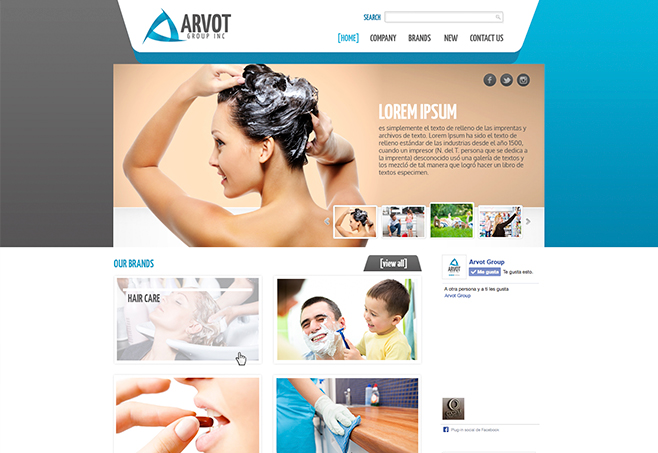 ARVOT
GROUP INC
SEARCH
[HOME] COMPANY BRANDS NEW CONTACT US
LOREM IPSUM
es simplemente el texto de relleno de las imprentas y
archivos de texto. Lorem Ipsum ha sido el texto de
relleno estándar de las industrias desde el año 1500,
cuando un impresor (N. del T. persona que se dedica a
la imprenta) desconocido usó una galería de textos y
los mezcló de tal manera que logró hacer un libro de
textos especimen.
OUR BRANDS
[view all]
HAIR CARE
ARVOT
Arvot Group
Me gusta Te gusta esto.
A otra persona y a ti les gusta
Arvot Group
Plug-in social de Facebook